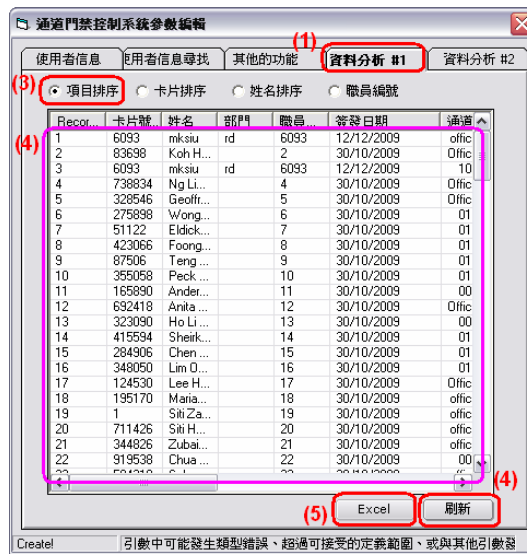 通道門禁控制系統參數編輯
(1)
使用者信息 使用者信息尋找 其他的功能 資料分析 #1 資料分析 #2
(3) 項目排序 卡片排序 姓名排序 職員編號
(4)
Recor... 卡片號... 姓名 部門 職員... 簽發日期 通道
1 6093 mksiu rd 6093 12/12/2009 offic
2 83698 Koh H... 2 30/10/2009 Offic
3 6093 mksiu rd 6093 12/12/2009 10
4 738834 Ng Li... 4 30/10/2009 Offic
5 328546 Geoffr... 5 30/10/2009 Offic
6 275898 Wong... 6 30/10/2009 01
7 51122 Eldick... 7 30/10/2009 01
8 423066 Foong... 8 30/10/2009 01
9 87506 Teng ... 9 30/10/2009 01
10 355058 Peck ... 10 30/10/2009 01
11 165890 Ander... 11 30/10/2009 00
12 692418 Anita ... 12 30/10/2009 Offic
13 323090 Ho Li ... 13 30/10/2009 00
14 415594 Sheirk... 14 30/10/2009 01
15 284906 Chen ... 15 30/10/2009 01
16 348050 Lim O... 16 30/10/2009 01
17 124530 Lee H... 17 30/10/2009 Offic
18 195170 Maria... 18 30/10/2009 offic
19 1 Siti Za... 19 30/10/2009 offic
20 711426 Siti H... 20 30/10/2009 offic
21 344826 Zubai... 21 30/10/2009 offic
22 919538 Chua ... 22 30/10/2009 00
(4)
(5) Excel 刷新
Create! 引數中可能發生類型錯誤、超過可接受的定義範圍、或與其他引數發